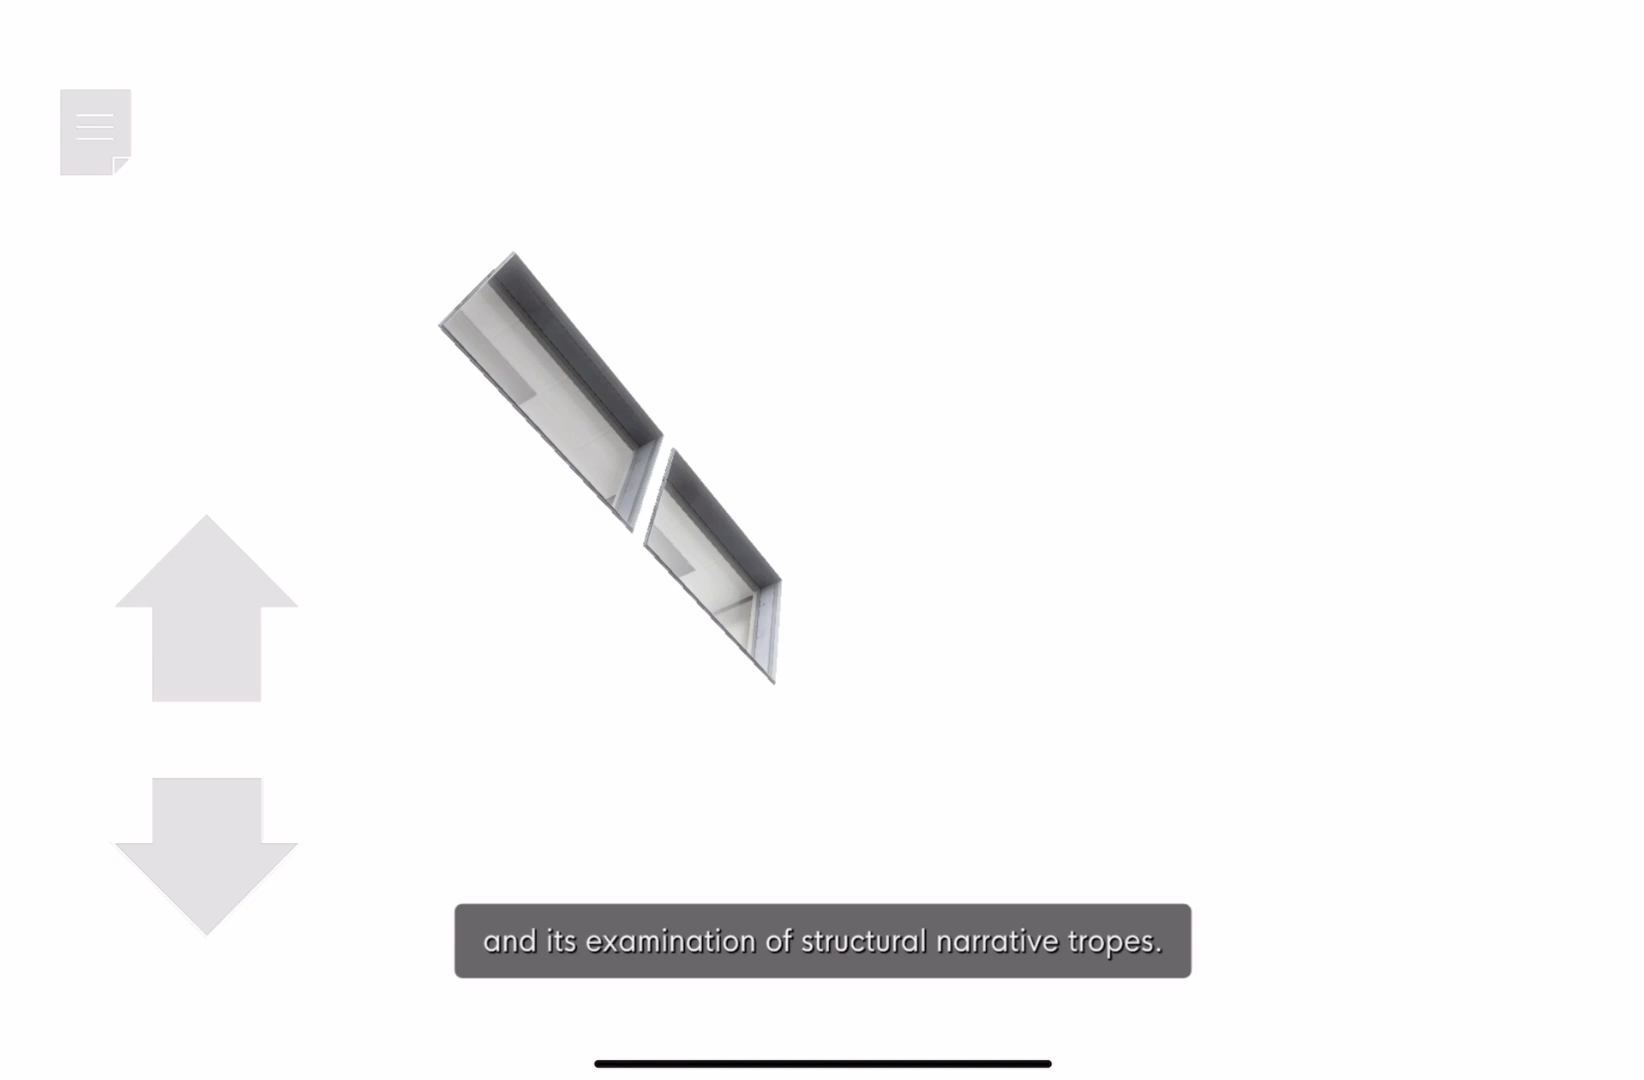 and its examination of structural narrative tropes.